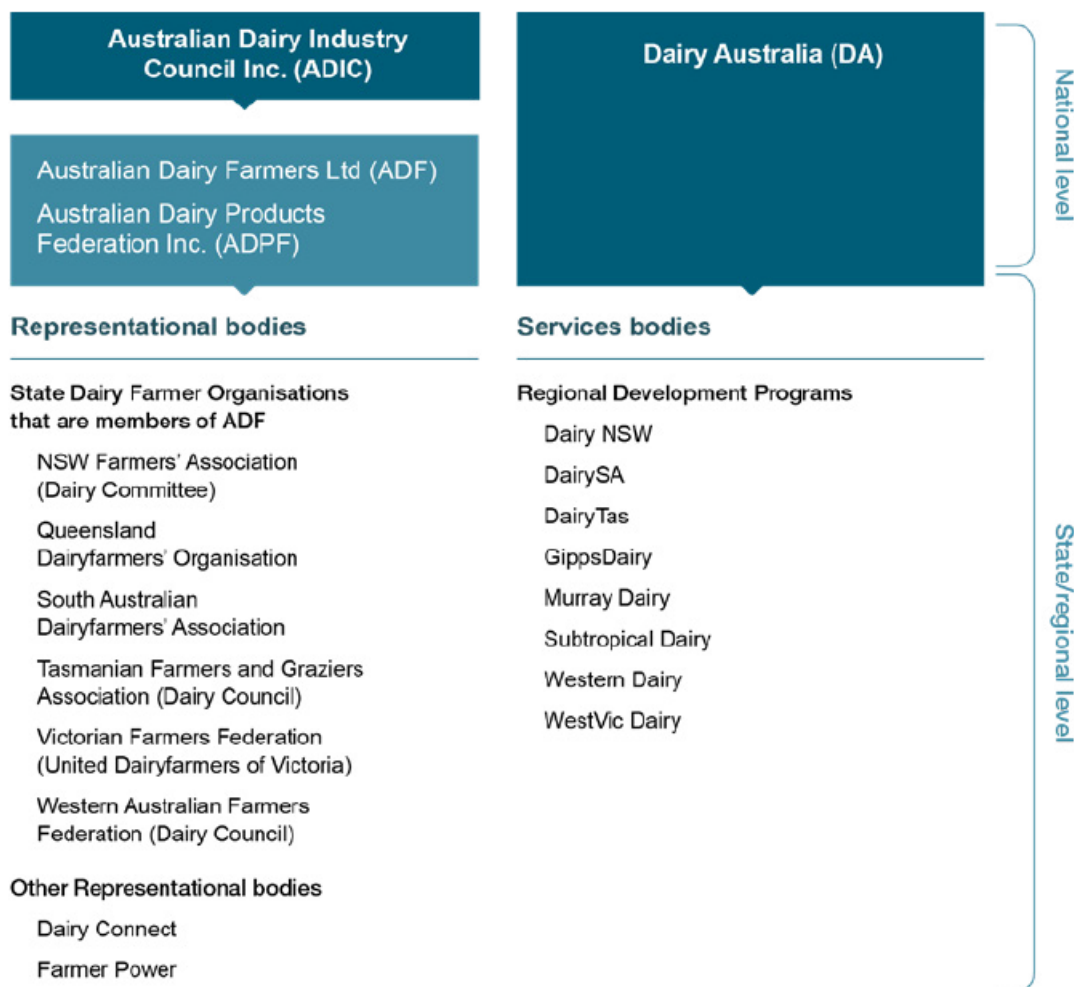 Australian Dairy Industry
Council Inc. (ADIC)
Australian Dairy Farmers Ltd (ADF)
Australian Dairy Products
Federation Inc. (ADPF)
Representational bodies
State Dairy Farmer Organisations
that are members of ADF
NSW Farmers' Association
(Dairy Committee)
Queensland
Dairyfarmers' Organisation
South Australian
Dairyfarmers' Association
Tasmanian Farmers and Graziers
Association (Dairy Council)
Victorian Farmers Federation
(United Dairyfarmers of Victoria)
Western Australian Farmers
Federation (Dairy Council)
Other Representational bodies
Dairy Connect
Farmer Power
Dairy Australia (DA)
Services bodies
Regional Development Programs
Dairy NSW
DairySA
DairyTas
GippsDairy
Murray Dairy
Subtropical Dairy
Western Dairy
WestVic Dairy
National level
State/regional level